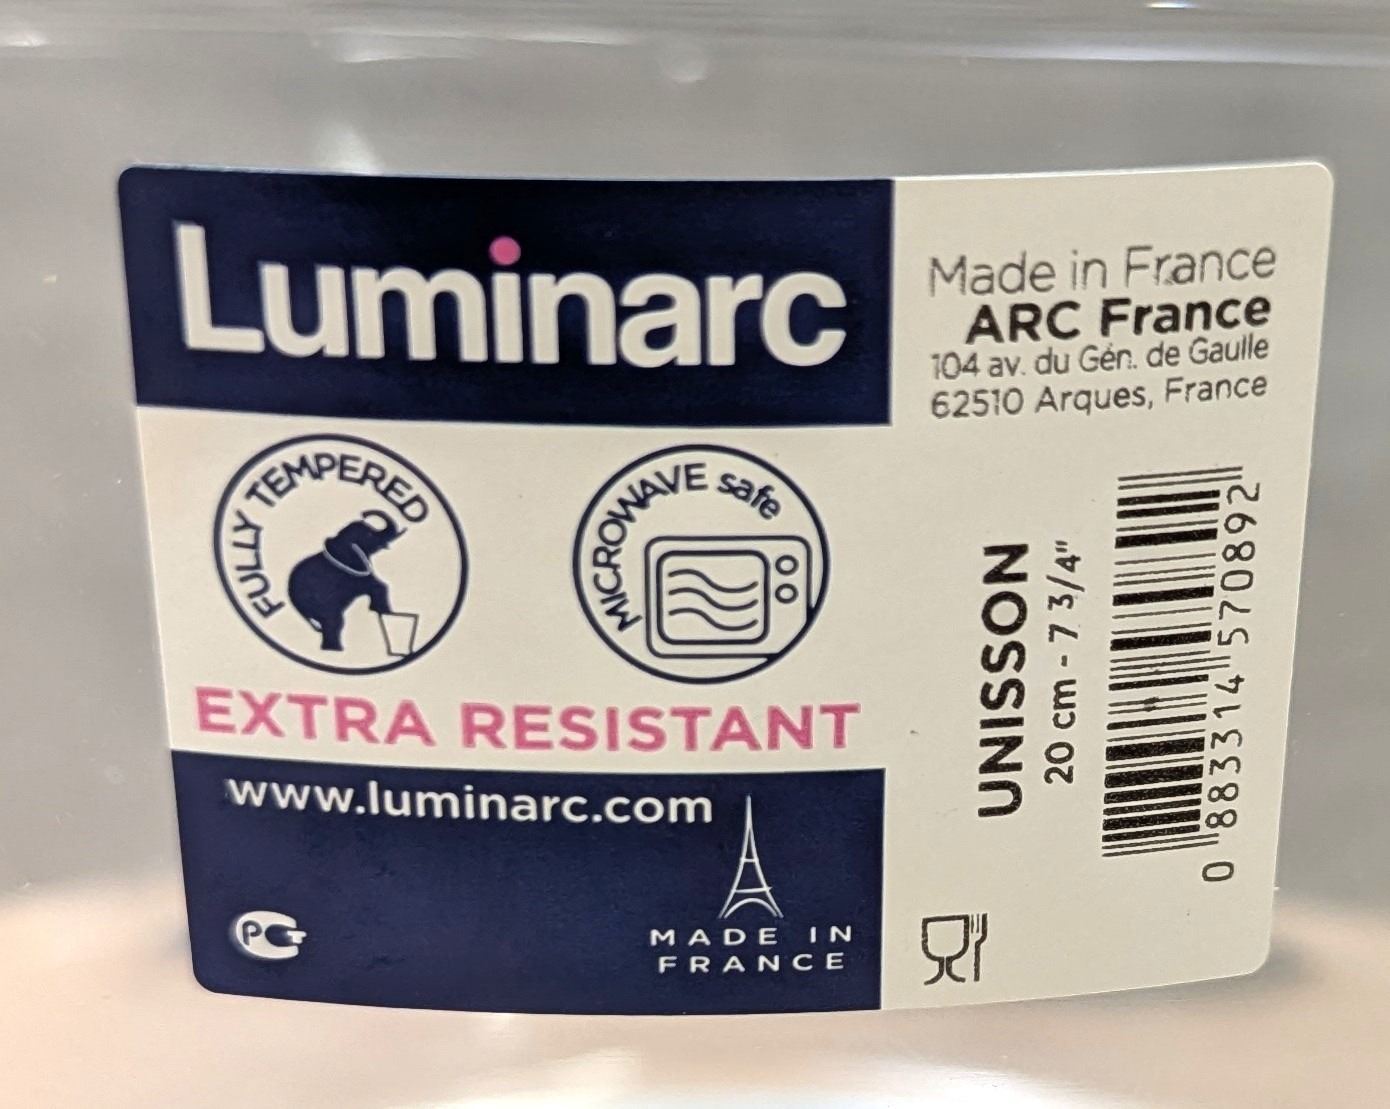 Luminarc
FULLY TEMPERED
MICROWAVE safe
EXTRA RESISTANT
www.luminarc.com
PCT
MADE IN
FRANCE
Made in France
ARC France
104 av. du Gén. de Gaulle
62510 Arques, France
UNISSON
20 cm - 7 3/4"
0 883314 570892